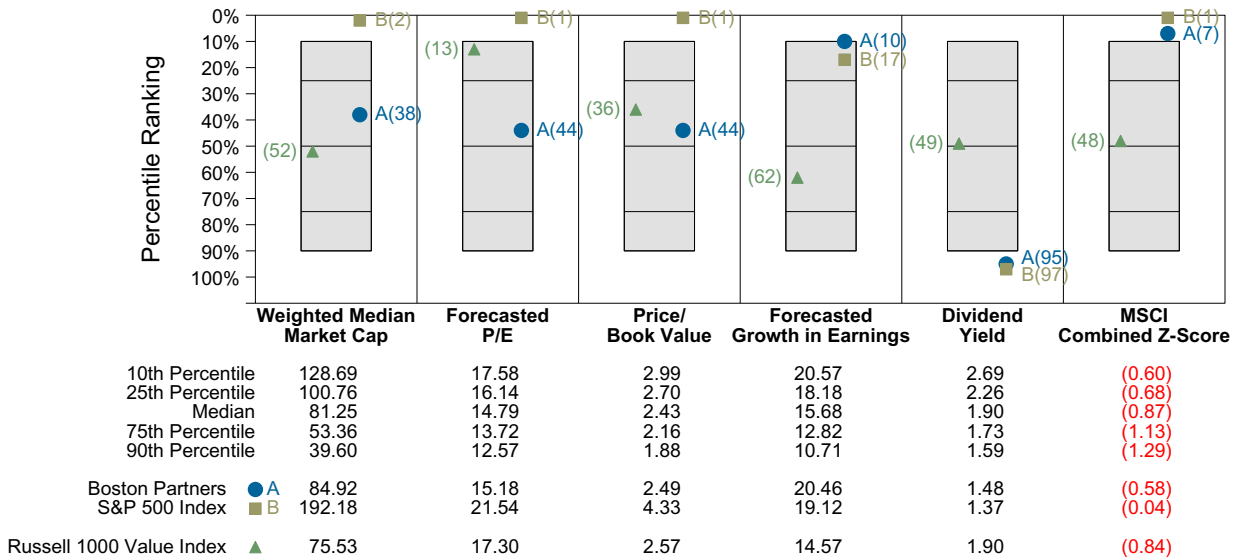 Percentile Ranking
0%
10%
20%
30%
40%
50%
60%
70%
80%
90%
100%
B(2)
A(38)
(52)
B(1)
(13)
A(44)
B(1)
(36)
A(44)
A(10)
B(17)
(62)
(49)
A(95)
B(97)
B(1)
A(7)
(48)
Weighted Median Market Cap
Forecasted P/E
Price/ Book Value
Forecasted Growth in Earnings
Dividend Yield
MSCI Combined Z-Score
10th Percentile 128.69 17.58 2.99 20.57 2.69 (0.60)
25th Percentile 100.76 16.14 2.70 18.18 2.26 (0.68)
Median 81.25 14.79 2.43 15.68 1.90 (0.87)
75th Percentile 53.36 13.72 2.16 12.82 1.73 (1.13)
90th Percentile 39.60 12.57 1.88 10.71 1.59 (1.29)
Boston Partners A 84.92 15.18 2.49 20.46 1.48 (0.58)
S&P 500 Index B 192.18 21.54 4.33 19.12 1.37 (0.04)
Russell 1000 Value Index 75.53 17.30 2.57 14.57 1.90 (0.84)